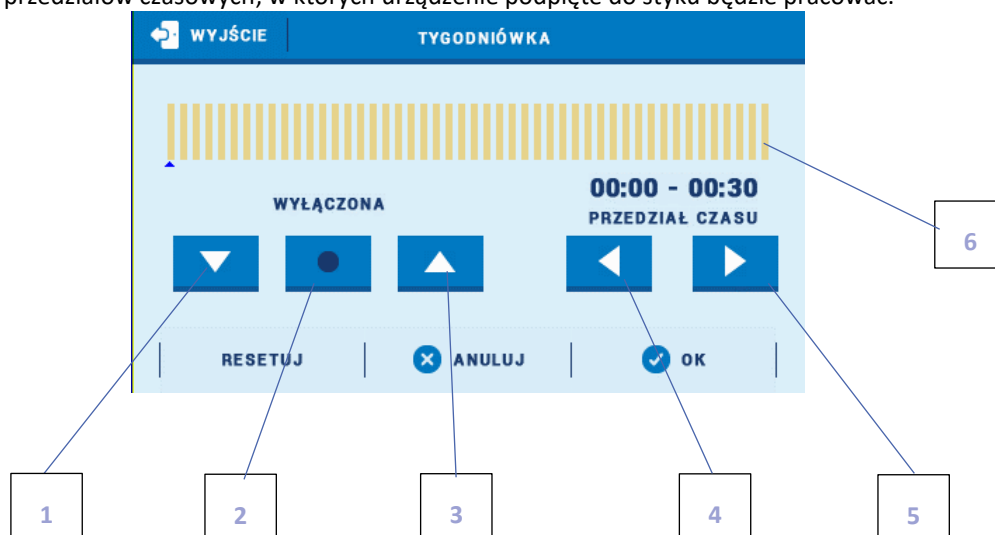 przedziałów czasowych, w których urządzenie podpięte do styku będzie pracować.
WYJŚCIE TYGODNIÓWKA
WYŁĄCZONA
00:00 - 00:30
PRZEDZIAŁ CZASU
6
RESETUJ ANULUJ OK
1 2 3 4 5